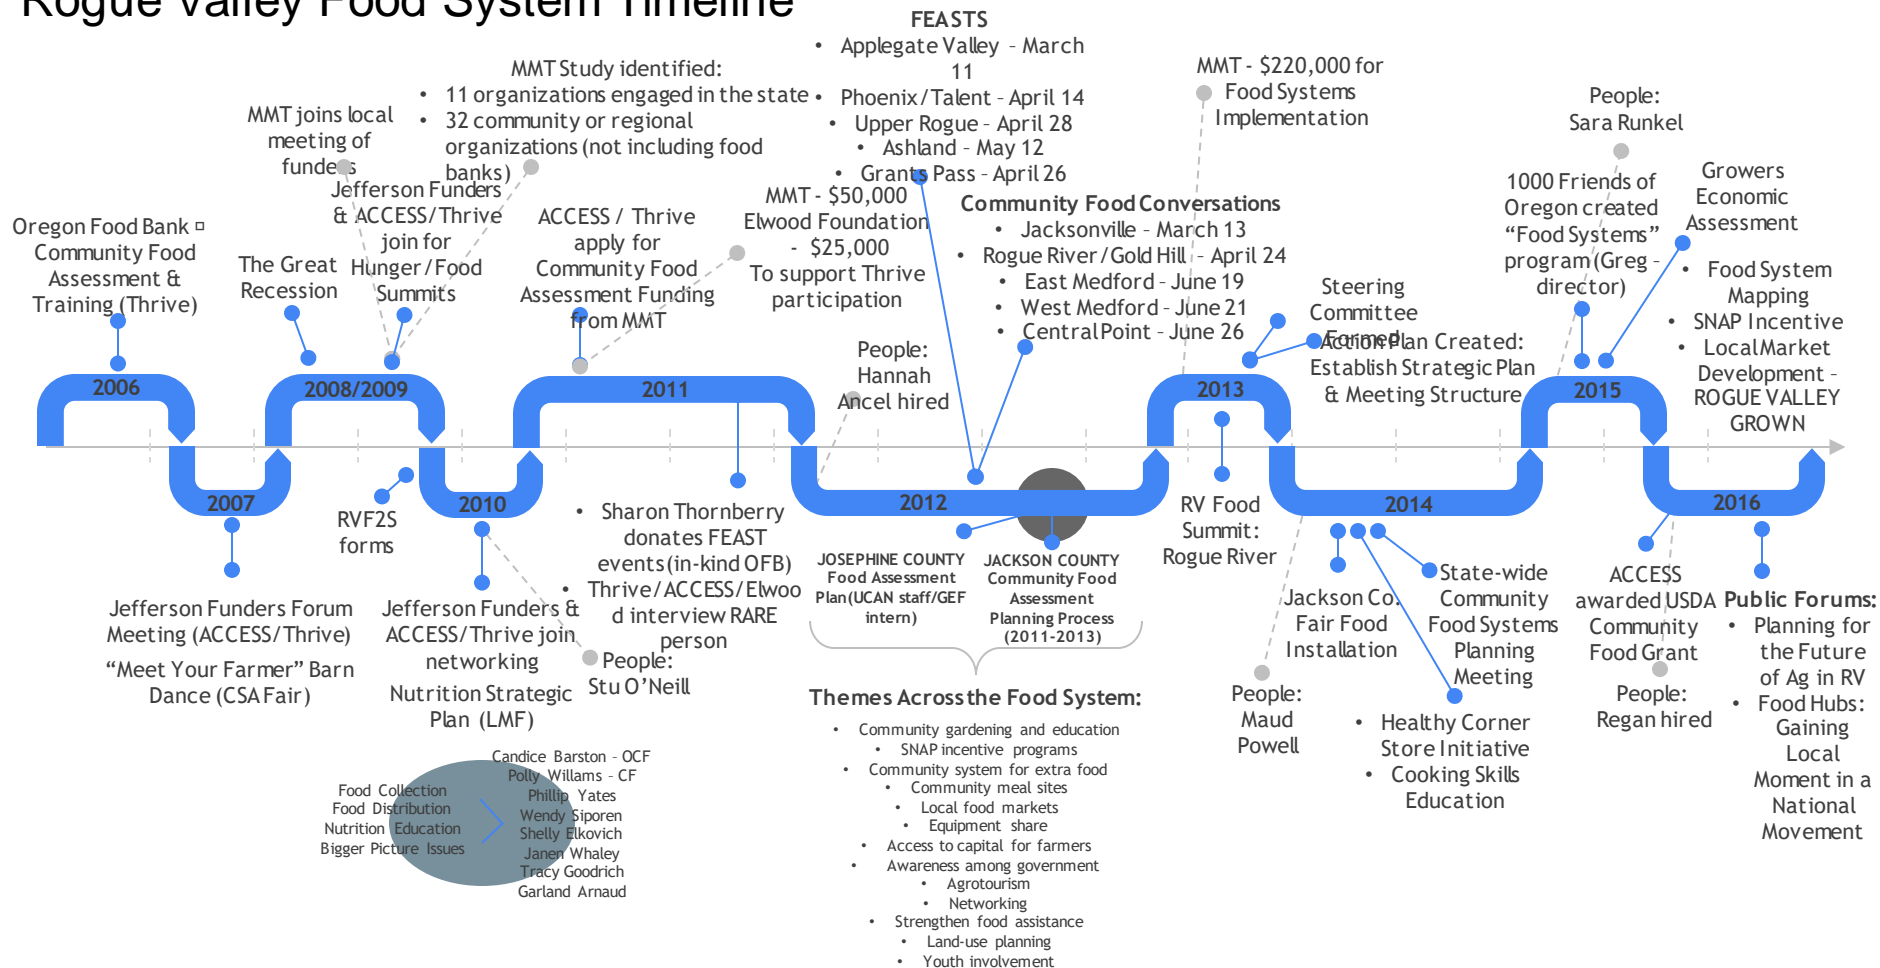 Rogue Valley Food System Timeline
FEASTS
• Applegate Valley – March
11
• Phoenix/Talent – April 14
• Upper Rogue – April 28
• Ashland – May 12
• Grants Pass – April 26
MMT Study identified:
• 11 organizations engaged in the state
• 32 community or regional
organizations (not including food
banks)
MMT joins local
meeting of
funders
Jefferson Funders
& ACCESS/Thrive
join for
Hunger/Food
Summits
Oregon Food Bank
Community Food
Assessment &
Training (Thrive)
The Great
Recession
ACCESS / Thrive
apply for
Community Food
Assessment Funding
from MMT
MMT - $50,000
Elwood Foundation
- $25,000
To support Thrive
participation
Community Food Conversations
• Jacksonville – March 13
• Rogue River/Gold Hill – April 24
• East Medford – June 19
• West Medford – June 21
• Central Point – June 26
People:
Hannah
Ancel hired
MMT - $220,000 for
Food Systems
Implementation
Steering
Committee
Formed
Action Plan Created:
Establish Strategic Plan
& Meeting Structure
People:
Sara Runkel
1000 Friends of
Oregon created
“Food Systems”
program (Greg –
director)
Growers
Economic
Assessment
• Food System
Mapping
• SNAP Incentive
• Local Market
Development –
ROGUE VALLEY
GROWN
2006
2008/2009
2011
2013
2015
2007
2010
2012
2014
2016
Jefferson Funders Forum
Meeting (ACCESS/Thrive)
“Meet Your Farmer” Barn
Dance (CSA Fair)
RVF2S
forms
Jefferson Funders &
ACCESS/Thrive join
networking
Nutrition Strategic
Plan (LMF)
People:
Stu O’Neill
• Sharon Thornberry
donates FEAST
events(in-kind OFB)
• Thrive/ACCESS/Elwoo
d interview RARE
person
JOSEPHINE COUNTY
Food Assessment
Plan(UCAN staff/GEF
intern)
JACKSON COUNTY
Community Food
Assessment
Planning Process
(2011-2013)
RV Food
Summit:
Rogue River
Jackson Co.
Fair Food
Installation
State-wide
Community
Food Systems
Planning
Meeting
People:
Maud
Powell
• Healthy Corner
Store Initiative
• Cooking Skills
Education
ACCESS
awarded USDA
Community
Food Grant
People:
Regan hired
Public Forums:
• Planning for
the Future
of Ag in RV
• Food Hubs:
Gaining
Local
Moment in a
National
Movement
Food Collection
Food Distribution
Nutrition Education
Bigger Picture Issues
Candice Barston – OCF
Polly Willams – CF
Phillip Yates
Wendy Siporen
Shelly Elkovich
Janen Whaley
Tracy Goodrich
Garland Arnaud
Themes Across the Food System:
• Community gardening and education
• SNAP incentive programs
• Community system for extra food
• Community meal sites
• Local food markets
• Equipment share
• Access to capital for farmers
• Awareness among government
• Agrotourism
• Networking
• Strengthen food assistance
• Land-use planning
• Youth involvement